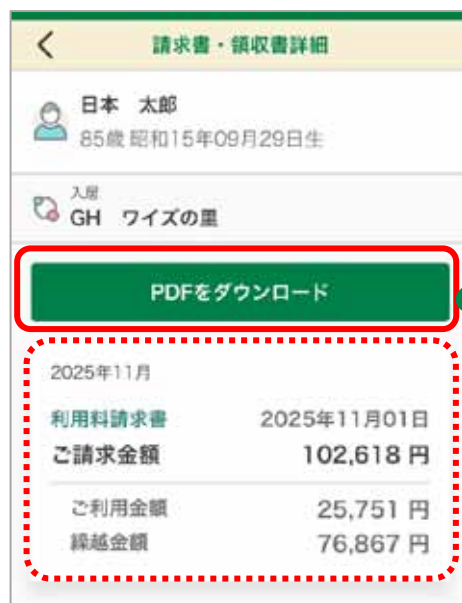 請求書・領収書詳細
日本 太郎
85歳 昭和15年09月29日生
入居
GH ワイズの里
PDFをダウンロード
2025年11月
利用料請求書 2025年11月01日
ご請求金額 102,618 円
ご利用金額 25,751 円
繰越金額 76,867 円